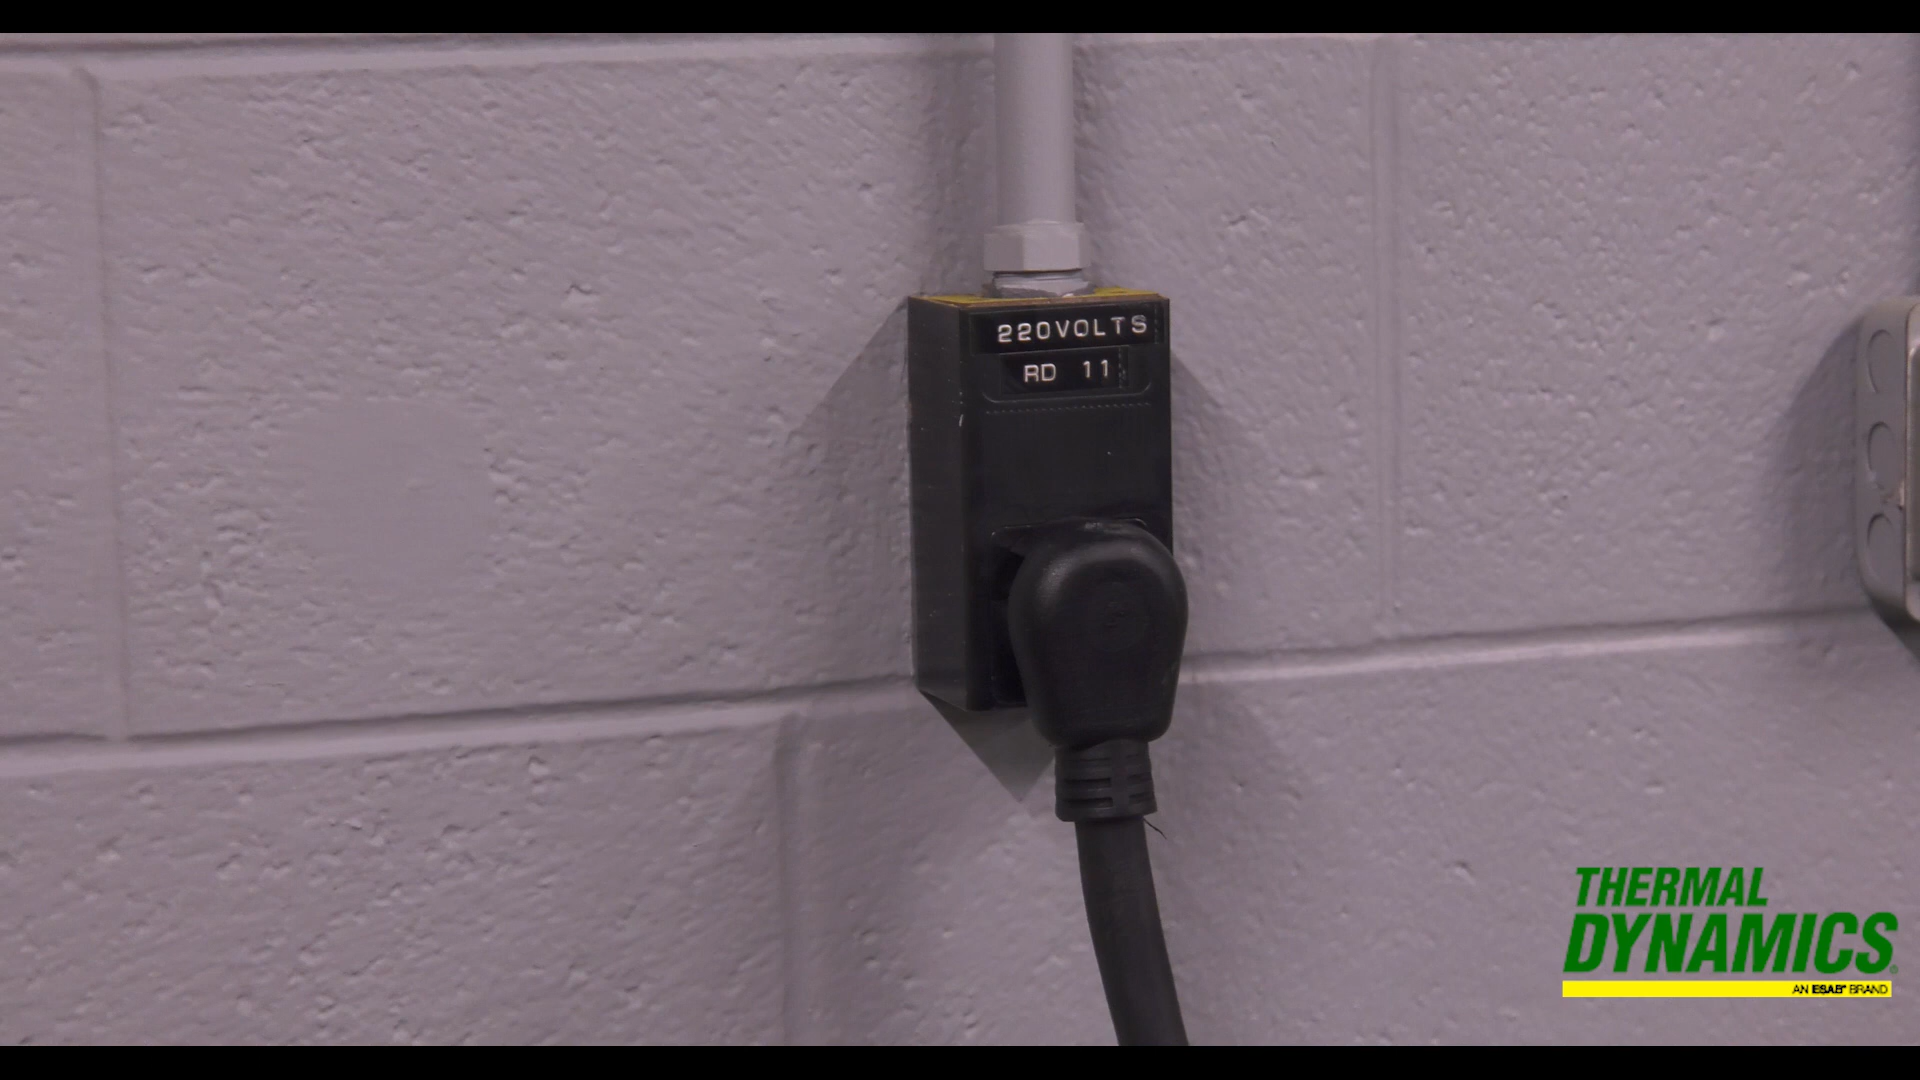 220VOLTS
RD 11
THERMAL
DYNAMICS®
AN ESAB® BRAND